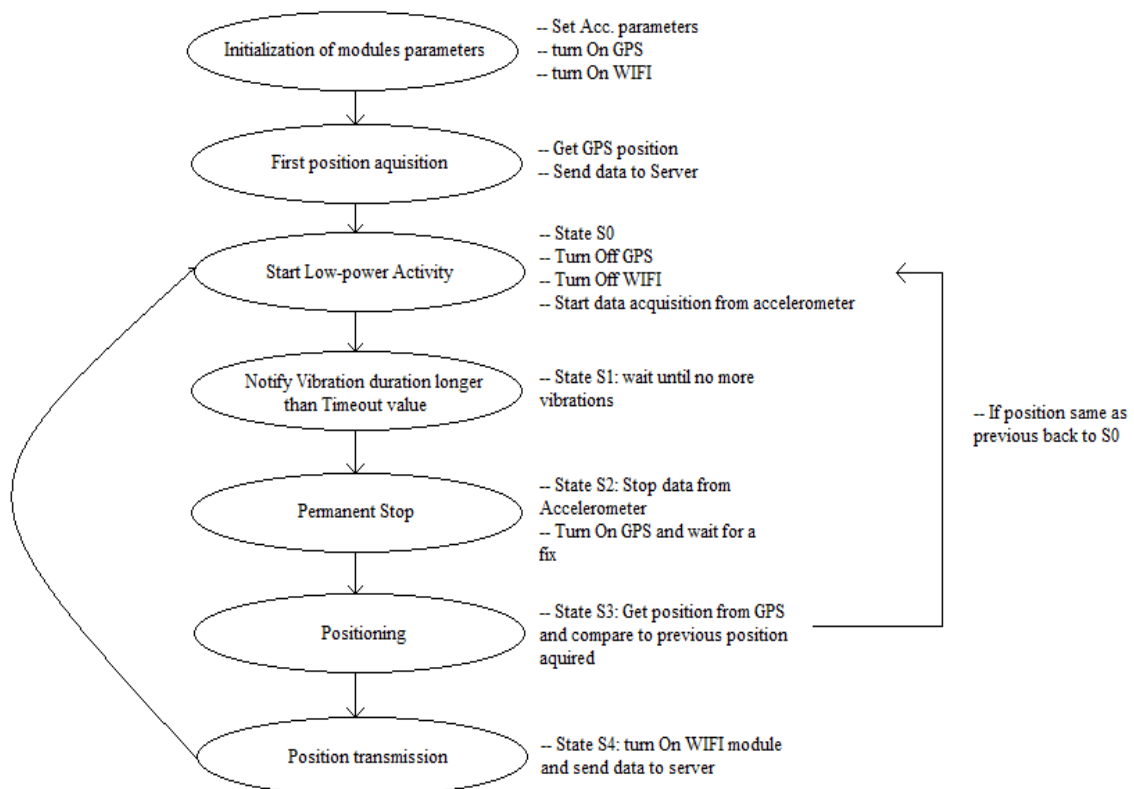 Initialization of modules parameters
-- Set Acc. parameters
-- turn On GPS
-- turn On WIFI
First position aquisition
-- Get GPS position
-- Send data to Server
Start Low-power Activity
-- State S0
-- Turn Off GPS
-- Turn Off WIFI
-- Start data acquisition from accelerometer
Notify Vibration duration longer
than Timeout value
-- State S1: wait until no more
vibrations
-- If position same as
previous back to S0
Permanent Stop
-- State S2: Stop data from
Accelerometer
-- Turn On GPS and wait for a
fix
Positioning
-- State S3: Get position from GPS
and compare to previous position
aquired
Position transmission
-- State S4: turn On WIFI module
and send data to server